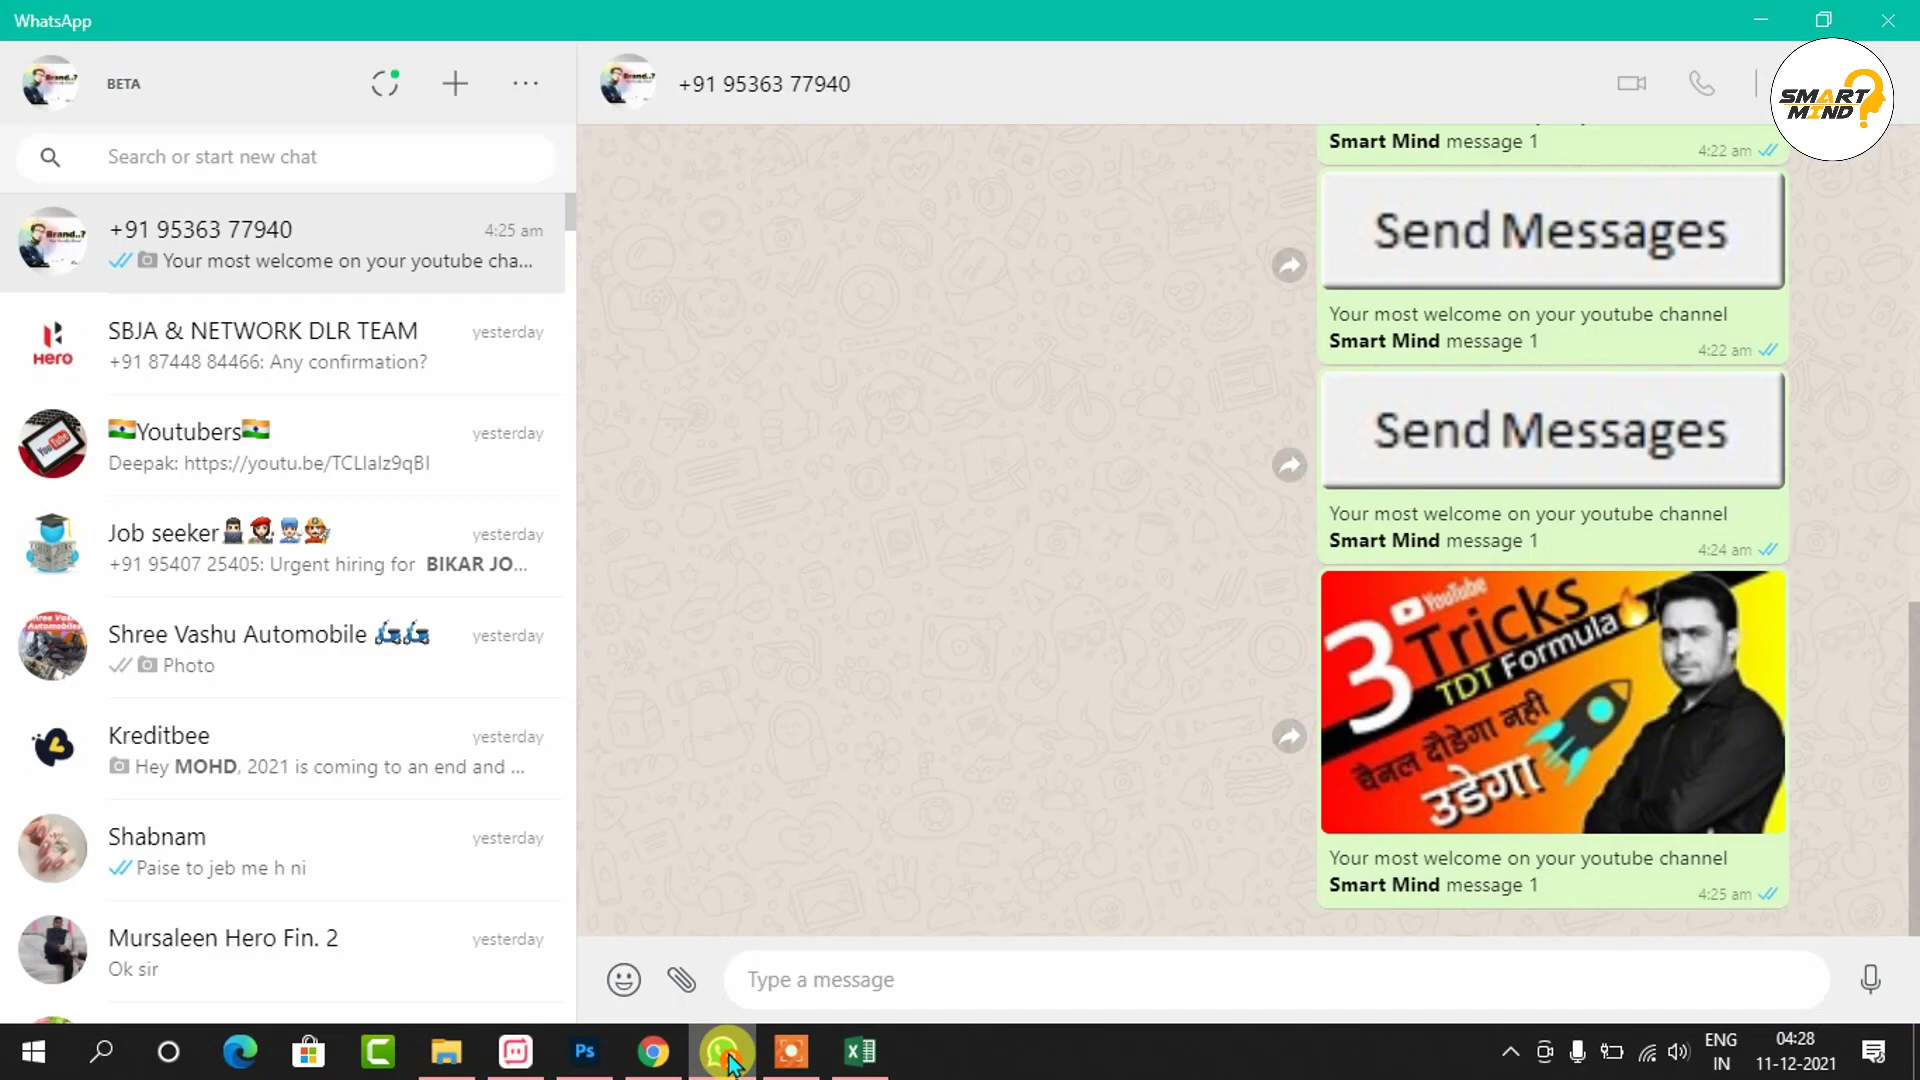 WhatsApp
BETA
Search or start new chat
+91 95363 77940
4:25 am
Your most welcome on your youtube cha...
SBJA & NETWORK DLR TEAM
yesterday
+91 87448 84466: Any confirmation?
HERO
🇮🇳Youtubers🇮🇳
yesterday
Deepak: https://youtu.be/TCLIaIz9qBI
Job seeker
yesterday
+91 95407 25405: Urgent hiring for BIKAR JO...
Shree Vashu Automobile 🛵🛵
yesterday
Photo
Kreditbee
yesterday
Hey MOHD, 2021 is coming to an end and ...
Shabnam
yesterday
Paise to jeb me h ni
Mursaleen Hero Fin. 2
yesterday
Ok sir
+91 95363 77940
SMART
MIND
Smart Mind message 1
4:22 am
Send Messages
Your most welcome on your youtube channel
Smart Mind message 1
4:22 am
Send Messages
Your most welcome on your youtube channel
Smart Mind message 1
4:24 am
YouTube
3 Tricks
TDT Formula
चैनल दौडेगा नही
उडेगा
Your most welcome on your youtube channel
Smart Mind message 1
4:25 am
Type a message
Ps
ENG
IN
04:28
11-12-2021